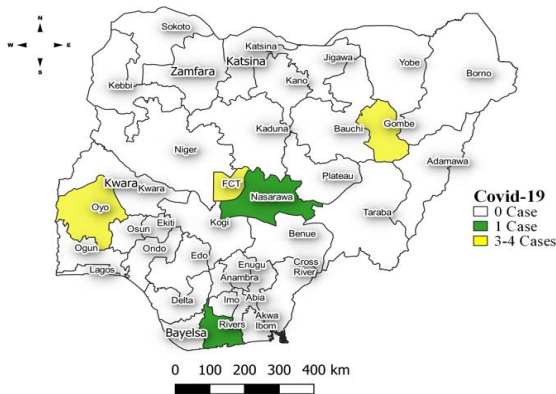 N
W E
S
Sokoto
Katsina
Zamfara
Katsina
Jigawa
Yobe
Borno
Kebbi
Kano
Gombe
Kaduna
Bauchi
Niger
Adamawa
FCT
Plateau
Nasarawa
Kwara
Kwara
Oyo
Taraba
Kogi
Ekiti
Osun
Benue
Ogun
Ondo
Edo
Lagos
Enugu
Cross
River
Anambra
Delta
Imo
Abia
Akwa
Ibom
Bayelsa
Rivers
Covid-19
0 Case
1 Case
3-4 Cases
0 100 200 300 400 km